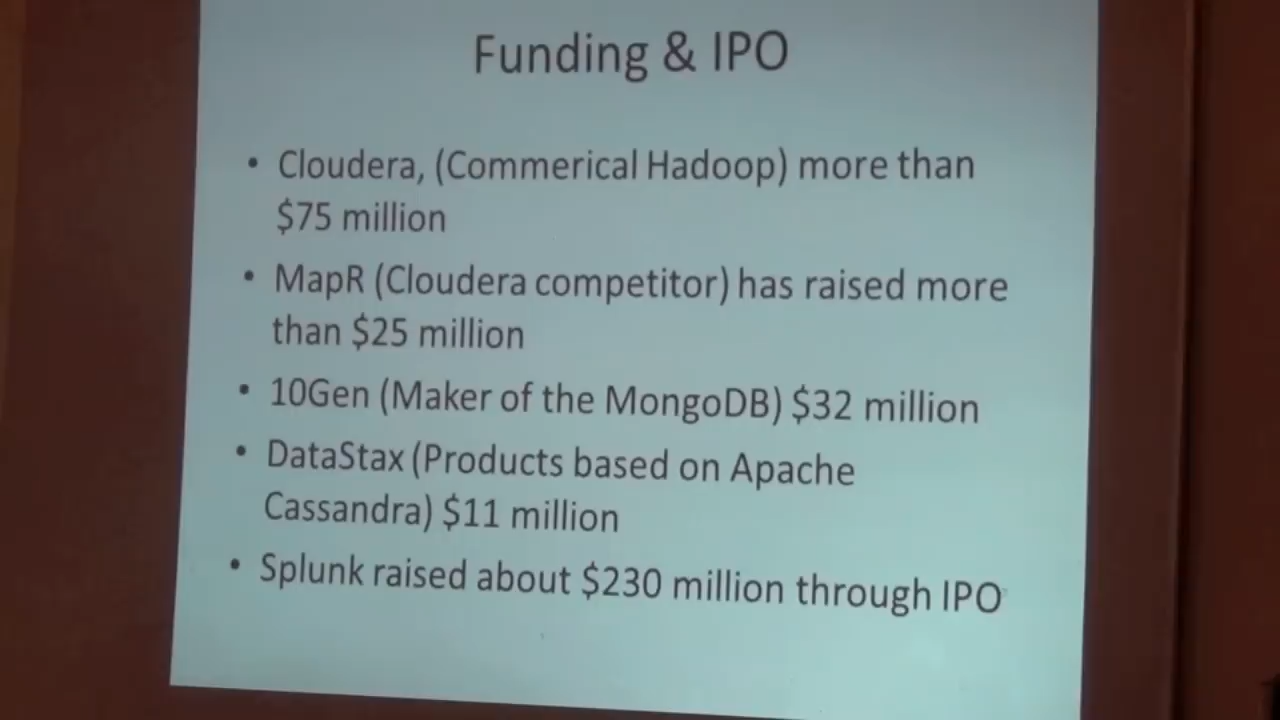 Funding & IPO
• Cloudera, (Commerical Hadoop) more than
$75 million
• MapR (Cloudera competitor) has raised more
than $25 million
• 10Gen (Maker of the MongoDB) $32 million
• DataStax (Products based on Apache
Cassandra) $11 million
• Splunk raised about $230 million through IPO